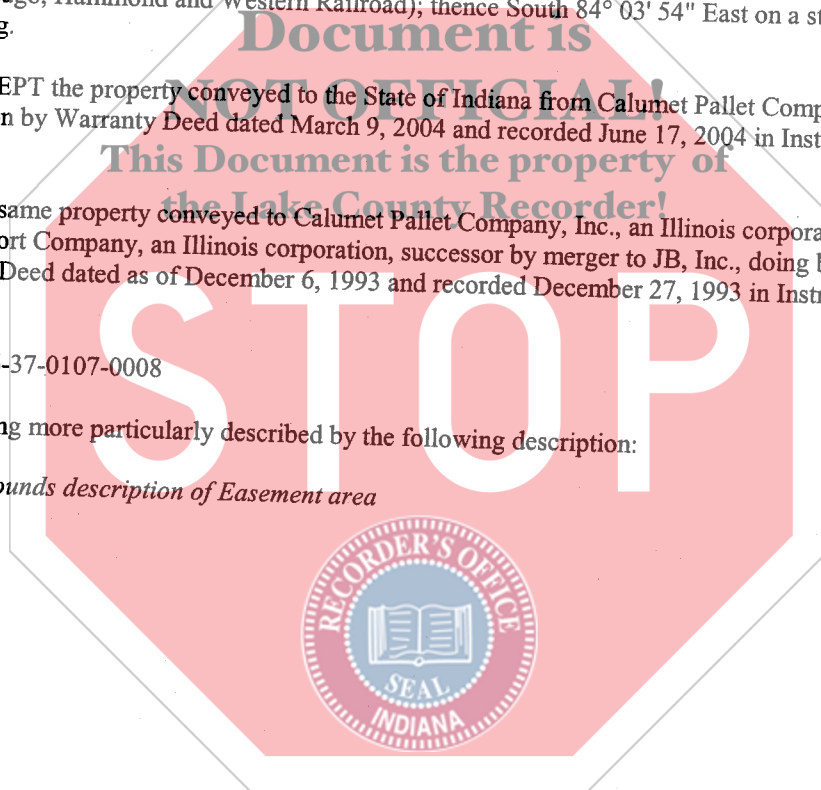 Hammond and Western Railroad); thence South 84° 03' 54" East on a
Document is
g.
NOT OFFICIAL!
EPT the property conveyed to the State of Indiana from Calumet Pallet Comp
n by Warranty Deed dated March 9, 2004 and recorded June 17, 2004 in Inst
This Document is the property of
the Lake County Recorder!
same property conveyed to Calumet Pallet Company, Inc., an Illinois corpora
ort Company, an Illinois corporation, successor by merger to JB, Inc., doing
Deed dated as of December 6, 1993 and recorded December 27, 1993 in Instr
STOP
-37-0107-0008
ng more particularly described by the following description:
ounds description of Easement area
RECORDER'S OFFICE
SEAL
INDIANA